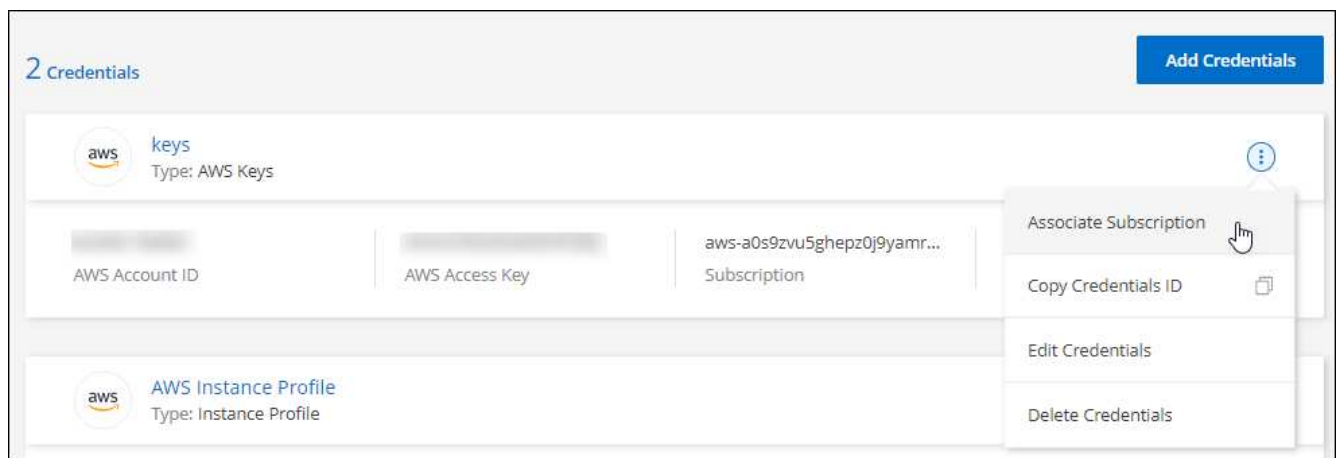 2 Credentials
Add Credentials
aws
keys
Type: AWS Keys
Associate Subscription
aws-a0s9zvu5ghepz0j9yamr...
AWS Account ID
AWS Access Key
Subscription
Copy Credentials ID
Edit Credentials
aws
AWS Instance Profile
Type: Instance Profile
Delete Credentials